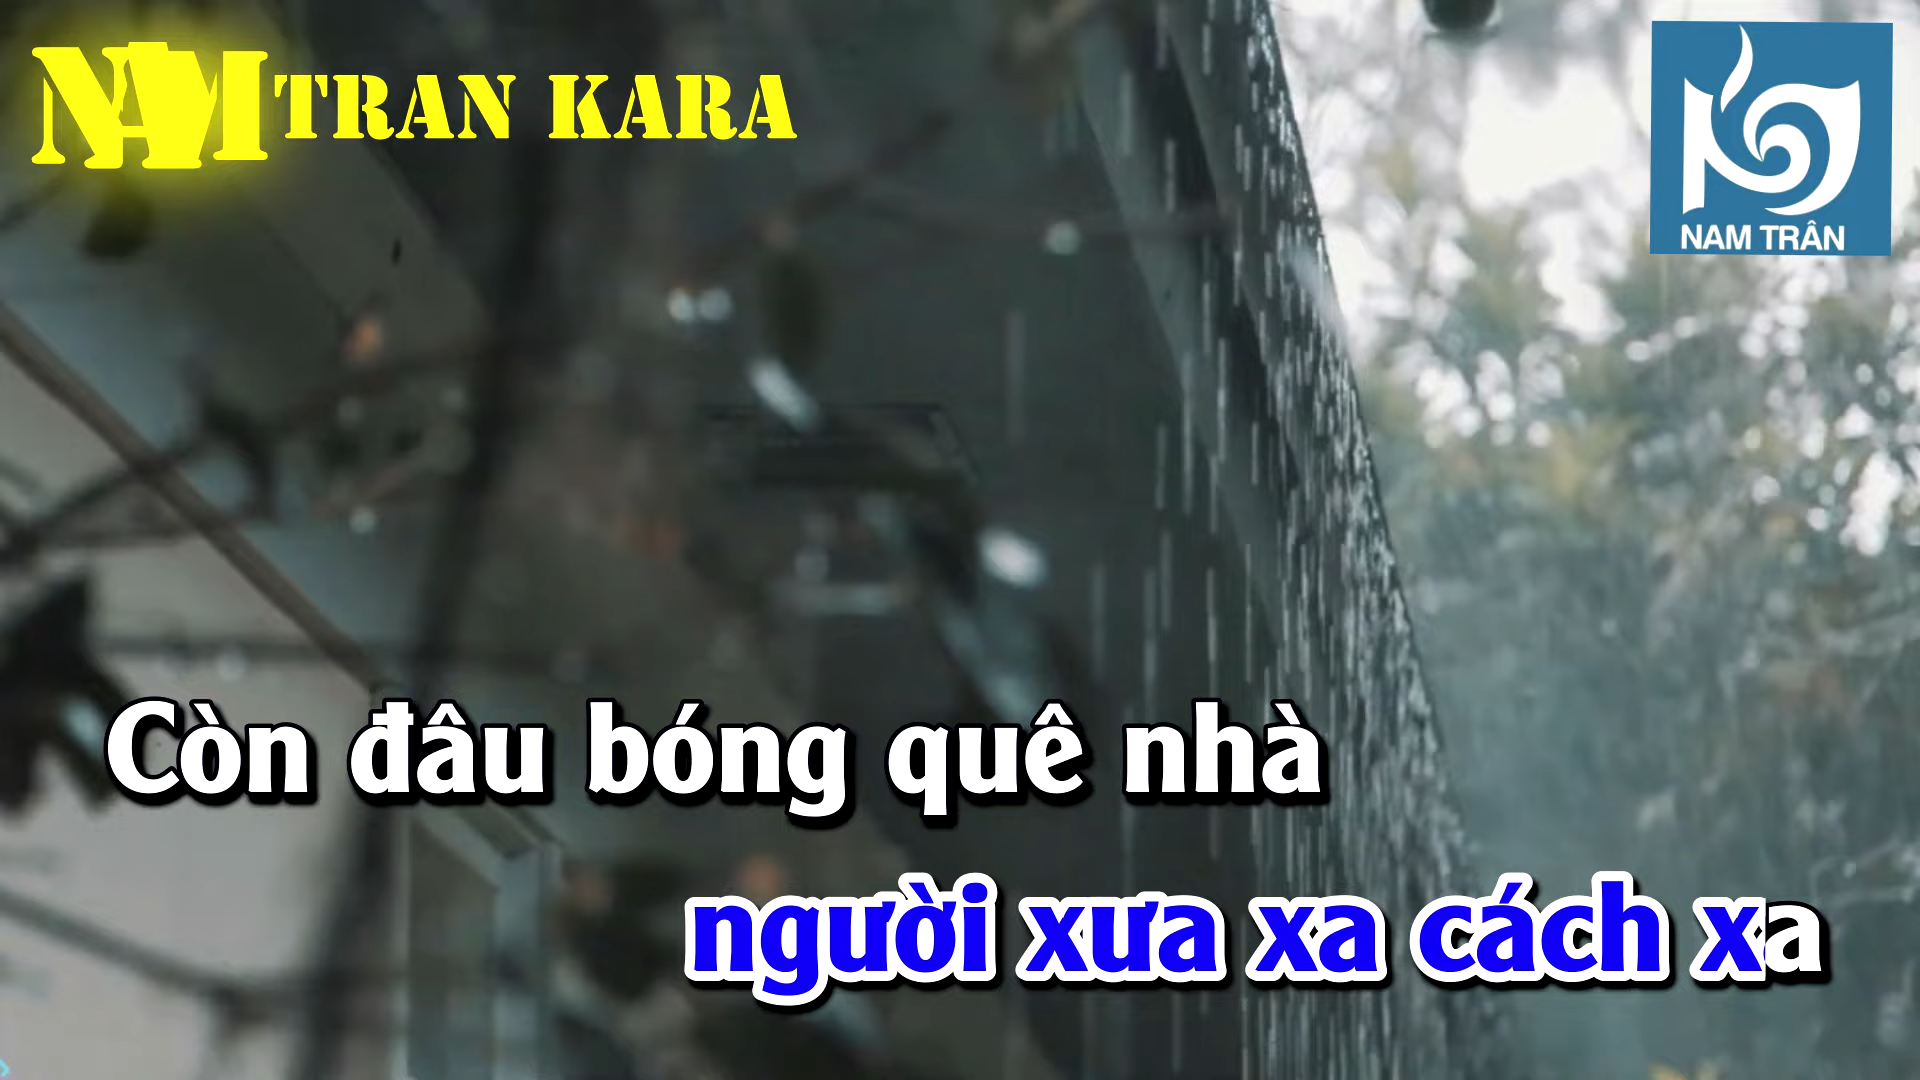 NAM TRAN KARA
NAM TRÂN
Còn đâu bóng quê nhà
người xưa xa cách xa